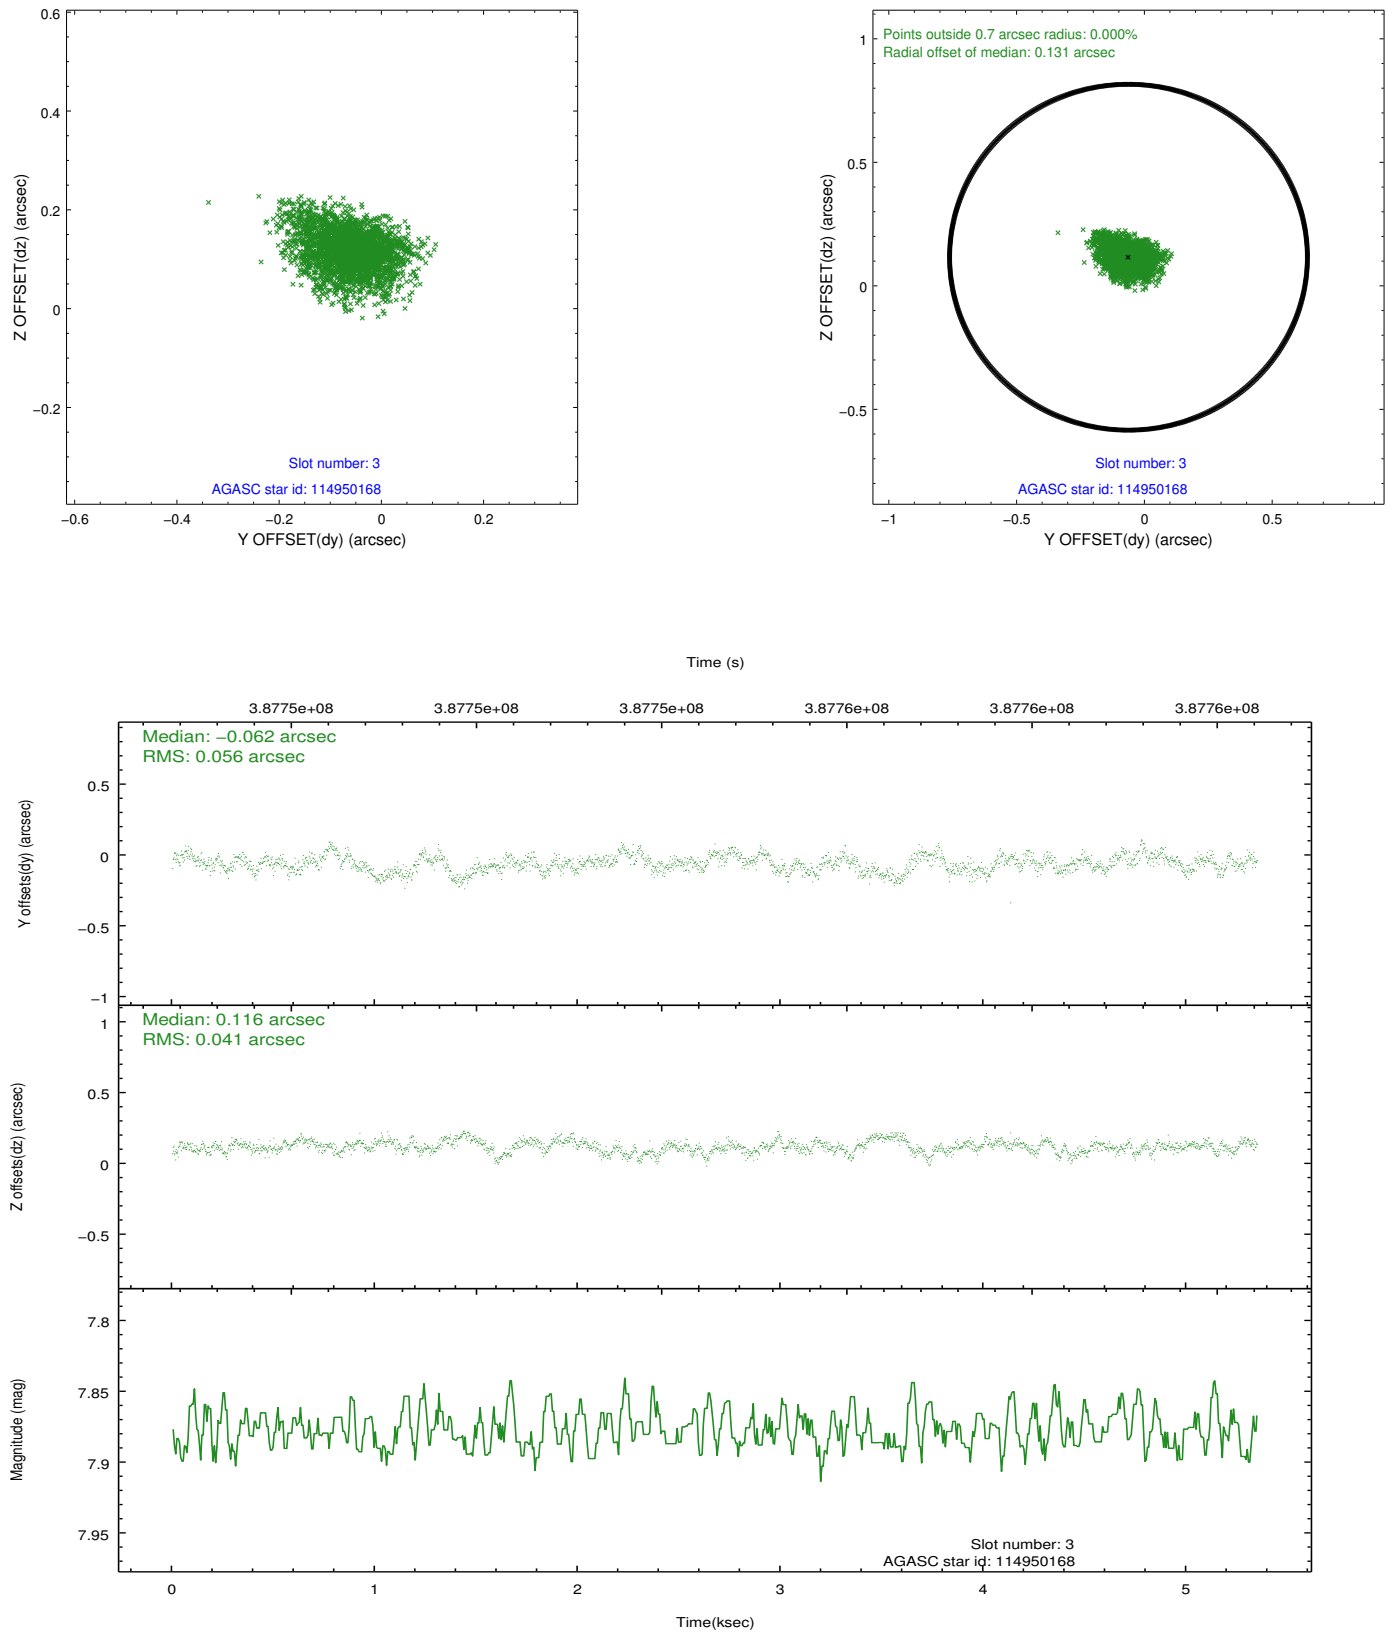 0.6
0.4
0.2
0
−0.2
Z OFFSET(dz) (arcsec)
Slot number: 3
AGASC star id: 114950168
−0.6 −0.4 −0.2 0 0.2
Y OFFSET(dy) (arcsec)
Points outside 0.7 arcsec radius: 0.000%
Radial offset of median: 0.131 arcsec
1
0.5
0
−0.5
Z OFFSET(dz) (arcsec)
Slot number: 3
AGASC star id: 114950168
−1 −0.5 0 0.5
Y OFFSET(dy) (arcsec)
Time (s)
3.8775e+08 3.8775e+08 3.8775e+08 3.8776e+08 3.8776e+08 3.8776e+08
Median: −0.062 arcsec
RMS: 0.056 arcsec
0.5
0
−0.5
−1
Y offsets(dy) (arcsec)
Median: 0.116 arcsec
RMS: 0.041 arcsec
1
0.5
0
−0.5
Z offsets(dz) (arcsec)
7.8
7.85
7.9
7.95
Magnitude (mag)
Slot number: 3
AGASC star id: 114950168
0 1 2 3 4 5
Time(ksec)